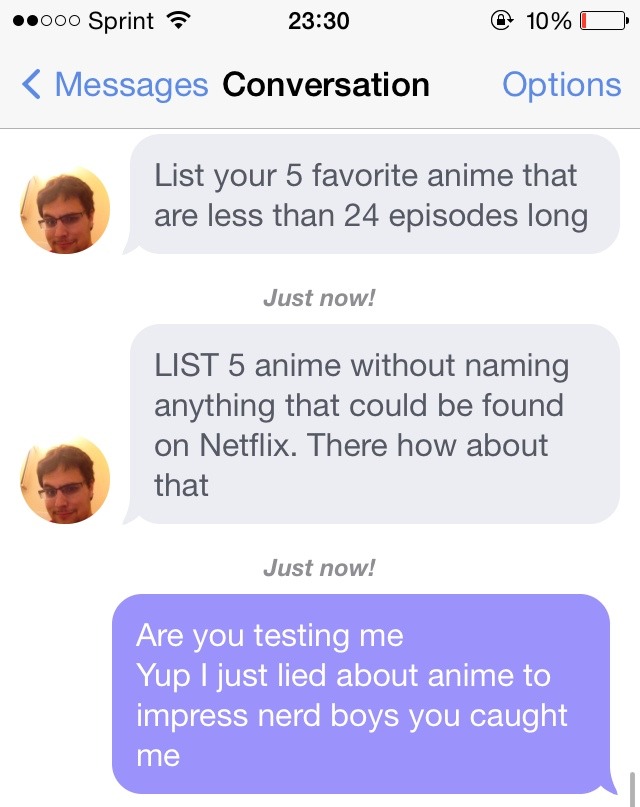 Sprint 23:30 10%
Messages Conversation Options
List your 5 favorite anime that
are less than 24 episodes long
Just now!
LIST 5 anime without naming
anything that could be found
on Netflix. There how about
that
Just now!
Are you testing me
Yup I just lied about anime to
impress nerd boys you caught
me